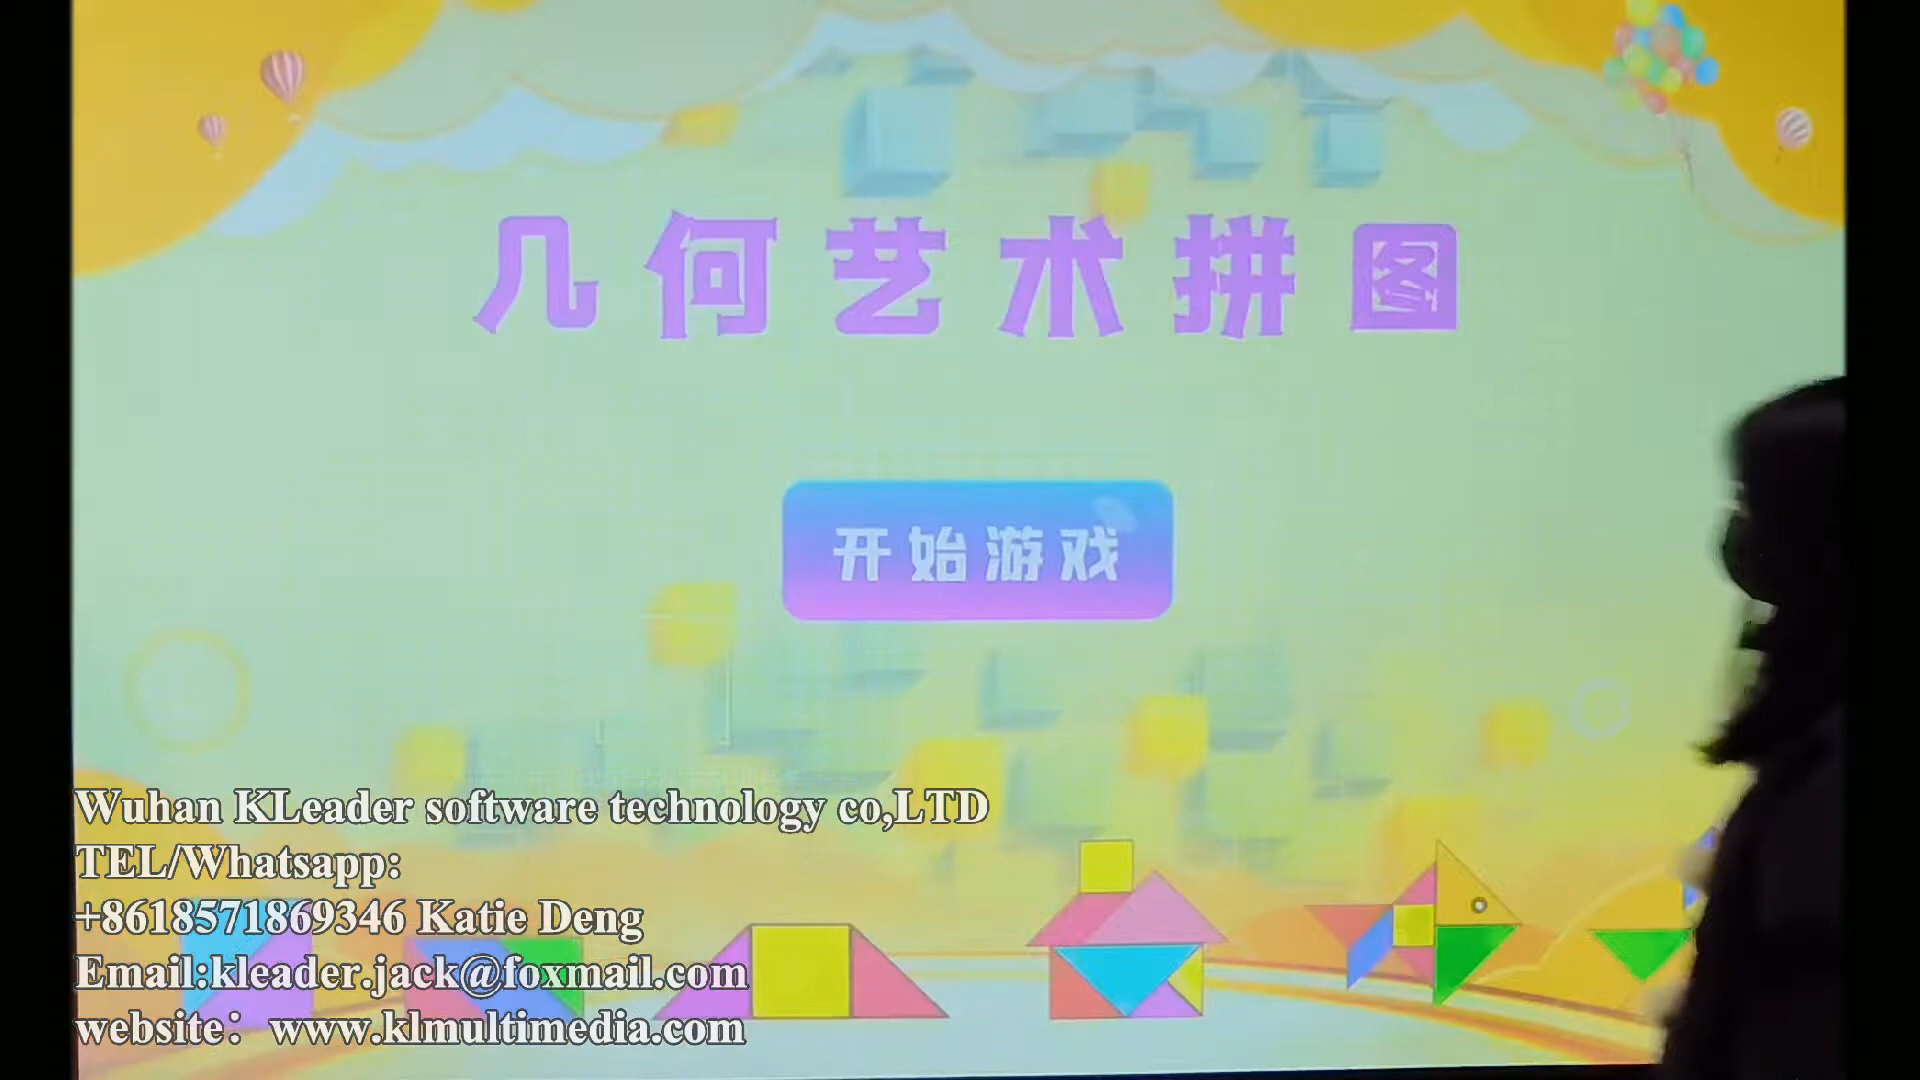 几何艺术拼图
开始游戏
Wuhan KLeader software technology co,LTD
TEL/Whatsapp:
+8618571869346 Katie Deng
Email:kleader.jack@foxmail.com
website：www.klmultimedia.com